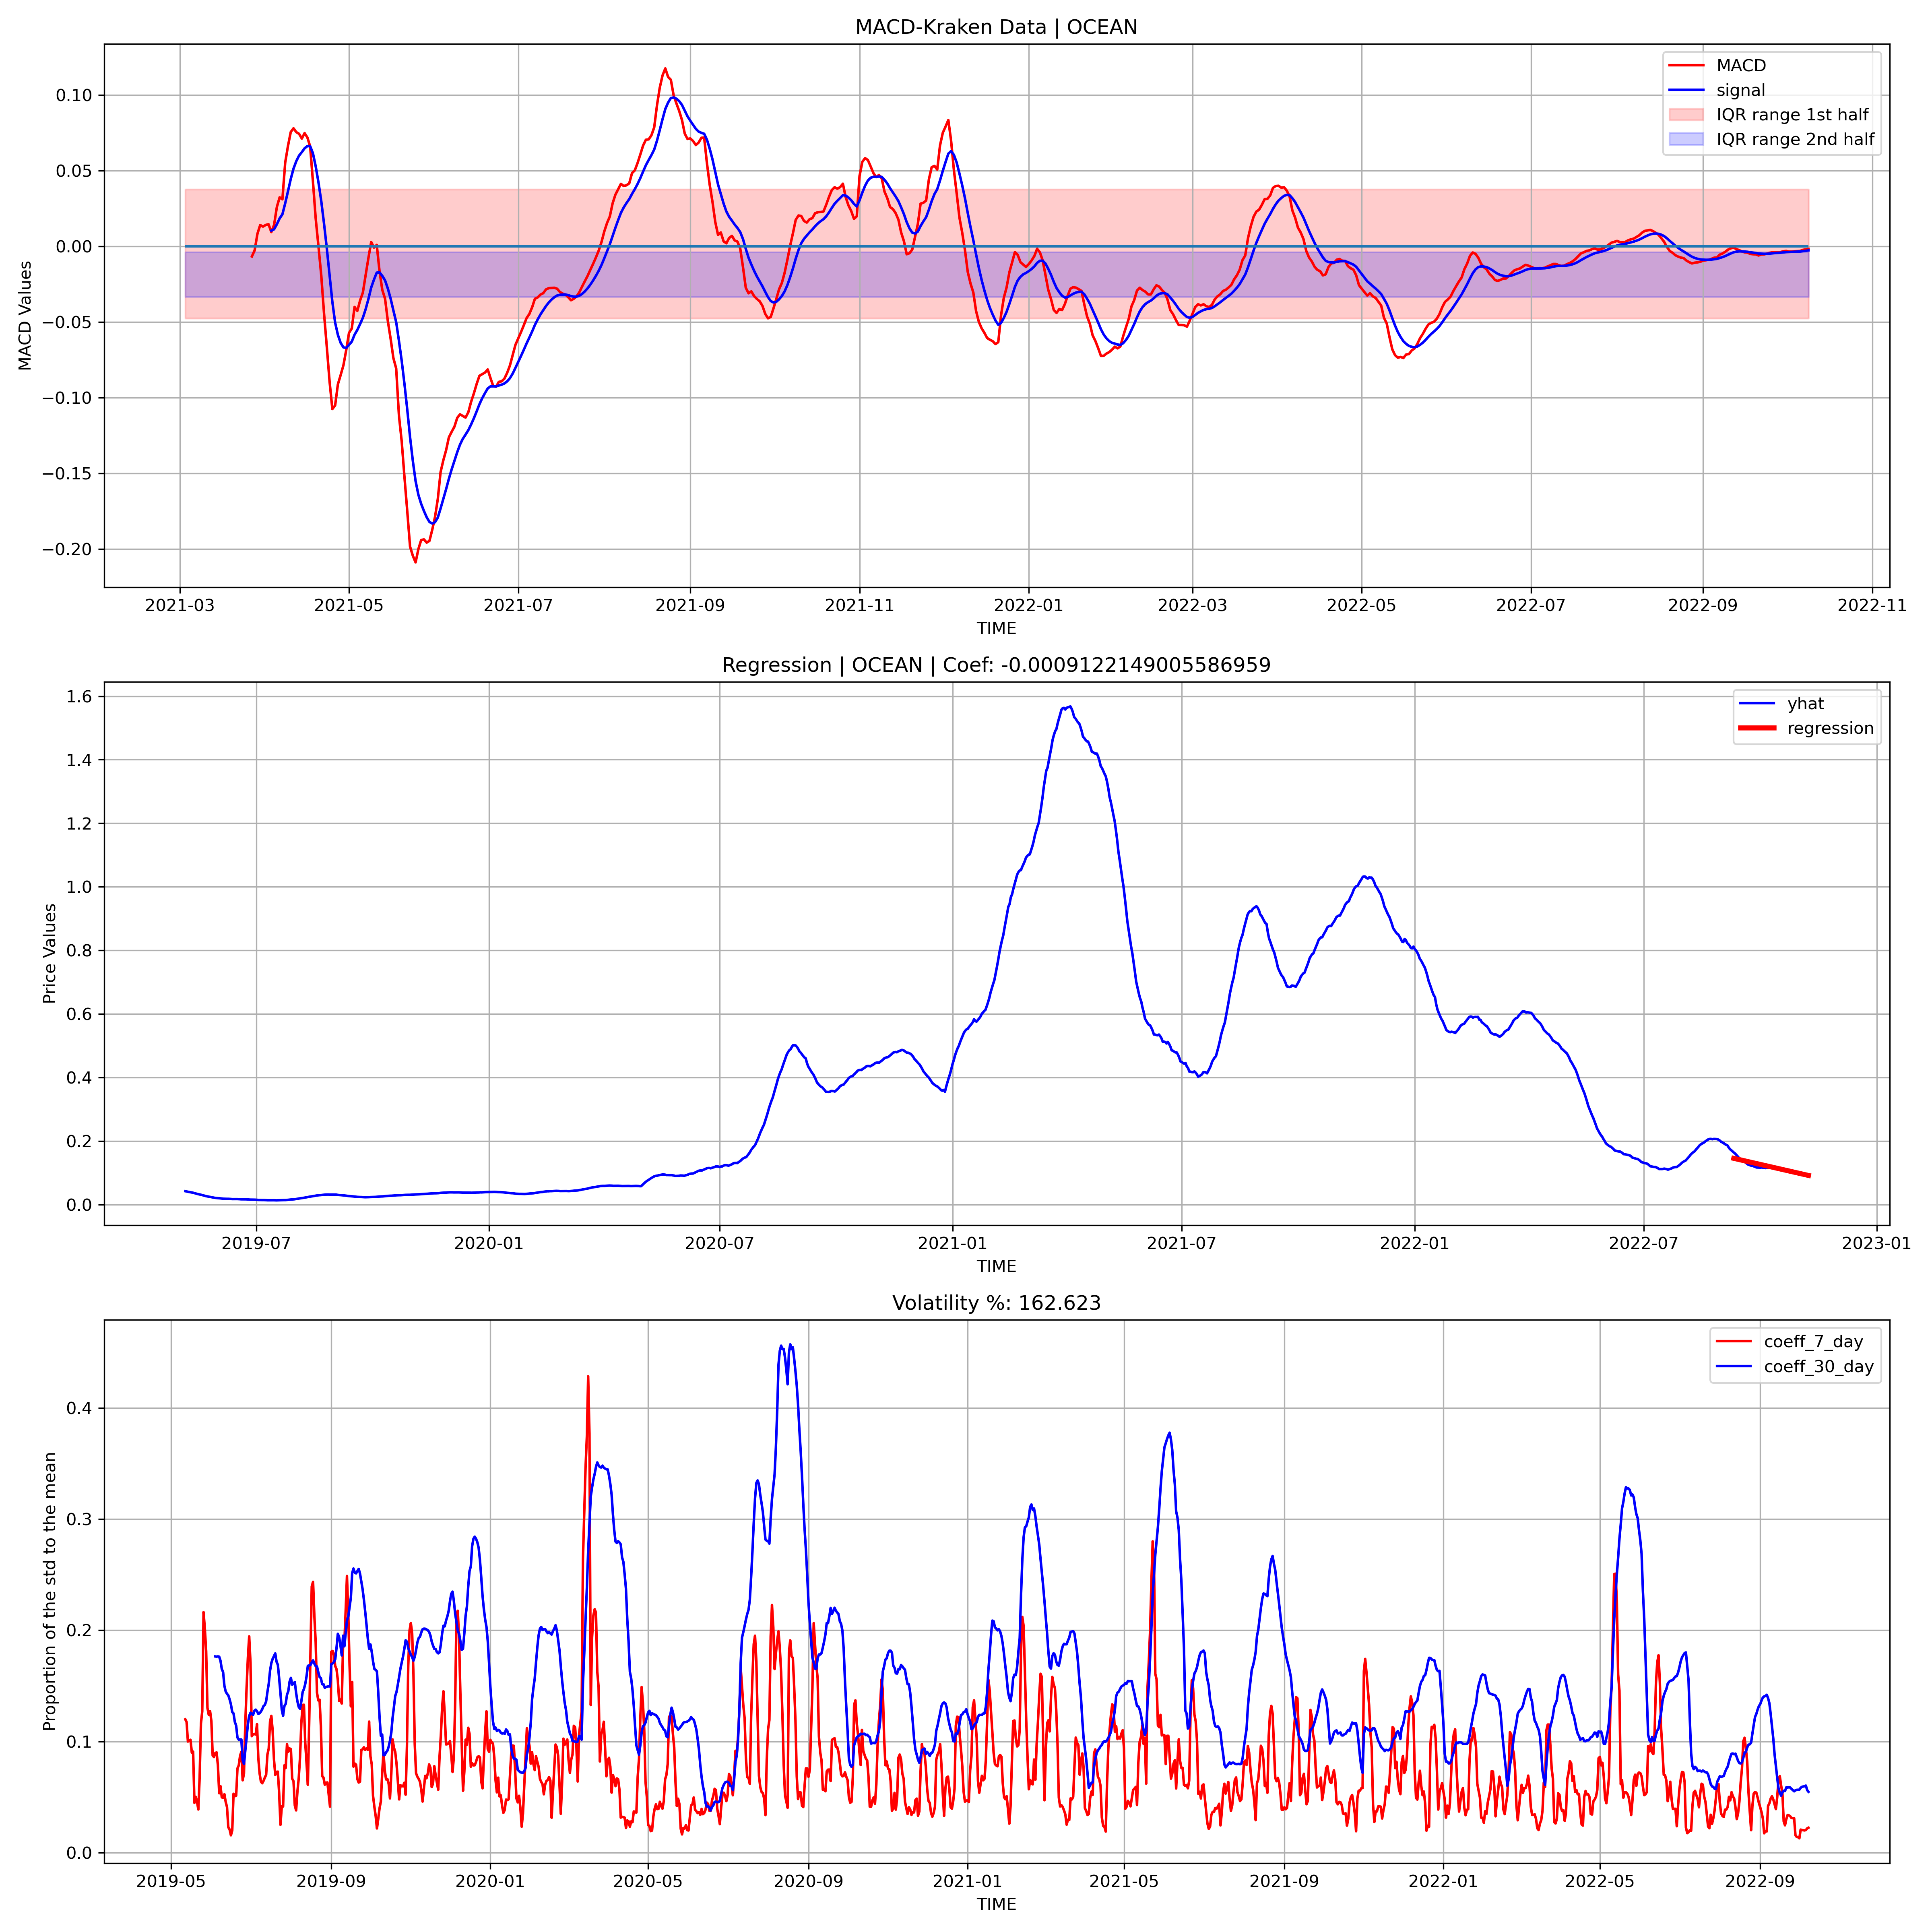 MACD-Kraken Data | OCEAN
MACD
signal
IQR range 1st half
IQR range 2nd half
0.10
0.05
0.00
−0.05
−0.10
−0.15
−0.20
MACD Values
2021-03 2021-05 2021-07 2021-09 2021-11 2022-01 2022-03 2022-05 2022-07 2022-09 2022-11
TIME
Regression | OCEAN | Coef: -0.0009122149005586959
yhat
regression
1.6
1.4
1.2
1.0
0.8
0.6
0.4
0.2
0.0
Price Values
2019-07 2020-01 2020-07 2021-01 2021-07 2022-01 2022-07 2023-01
TIME
Volatility %: 162.623
coeff_7_day
coeff_30_day
0.4
0.3
0.2
0.1
0.0
Proportion of the std to the mean
2019-05 2019-09 2020-01 2020-05 2020-09 2021-01 2021-05 2021-09 2022-01 2022-05 2022-09
TIME